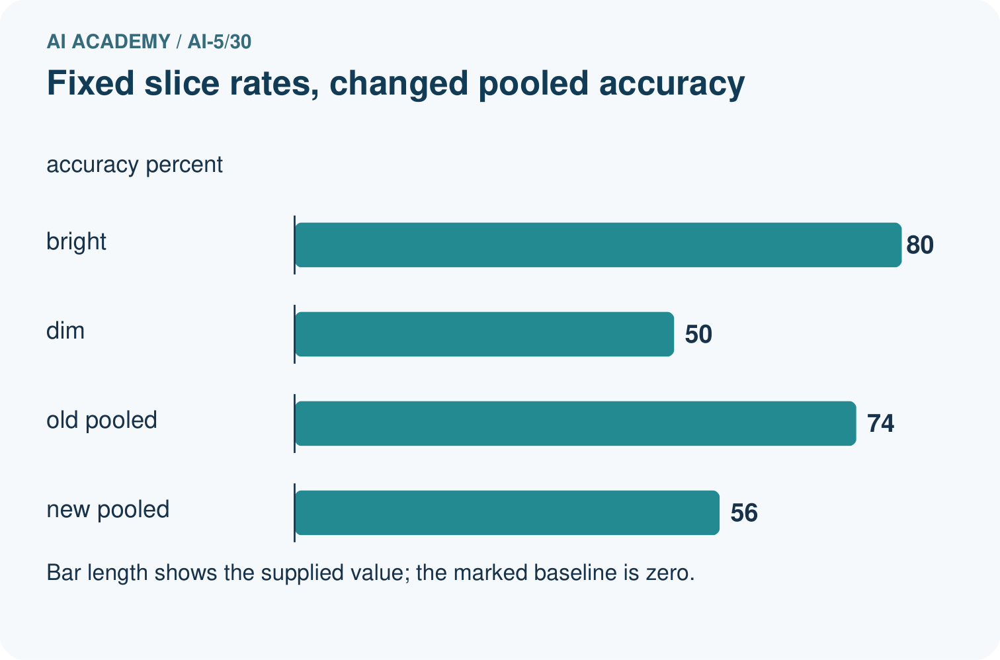 AI ACADEMY / AI-5/30
Fixed slice rates, changed pooled accuracy
accuracy percent
bright 80
dim 50
old pooled 74
new pooled 56
Bar length shows the supplied value; the marked baseline is zero.